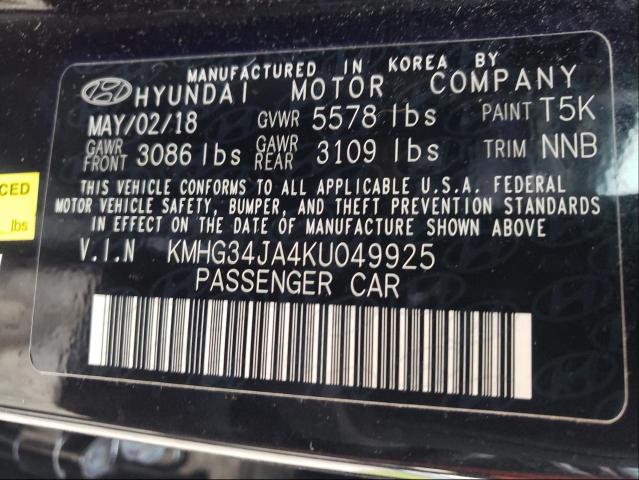 MANUFACTURED IN KOREA BY
HYUNDAI MOTOR COMPANY
MAY/02/18 GVWR 5578 lbs PAINT T5K
GAWR FRONT 3086 lbs GAWR REAR 3109 lbs TRIM NNB
THIS VEHICLE CONFORMS TO ALL APPLICABLE U.S.A. FEDERAL
MOTOR VEHICLE SAFETY, BUMPER, AND THEFT PREVENTION STANDARDS
IN EFFECT ON THE DATE OF MANUFACTURE SHOWN ABOVE
V.I.N KMHG34JA4KU049925
PASSENGER CAR
CED
lbs